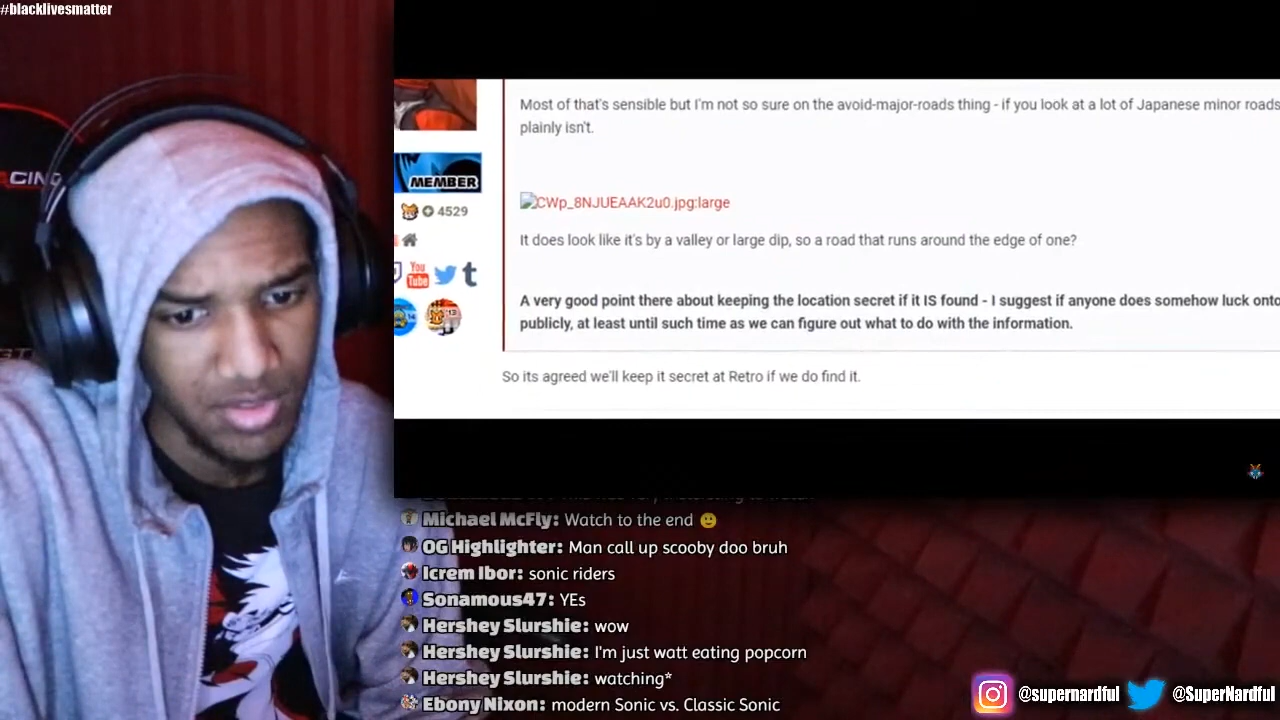 #blacklivesmatter
CING
Most of that's sensible but I'm not so sure on the avoid-major-roads thing - if you look at a lot of Japanese minor roads
plainly isn't.
MEMBER
4529
CWp_8NJUEAAK2u0.jpg:large
It does look like it's by a valley or large dip, so a road that runs around the edge of one?
You
Tube
14
13
A very good point there about keeping the location secret if it IS found - I suggest if anyone does somehow luck onto
publicly, at least until such time as we can figure out what to do with the information.
So its agreed we'll keep it secret at Retro if we do find it.
Michael McFly: Watch to the end
OG Highlighter: Man call up scooby doo bruh
Icrem Ibor: sonic riders
Sonamous47: YEs
Hershey Slurshie: wow
Hershey Slurshie: I'm just watt eating popcorn
Hershey Slurshie: watching*
Ebony Nixon: modern Sonic vs. Classic Sonic
@supernardful
@SuperNardful